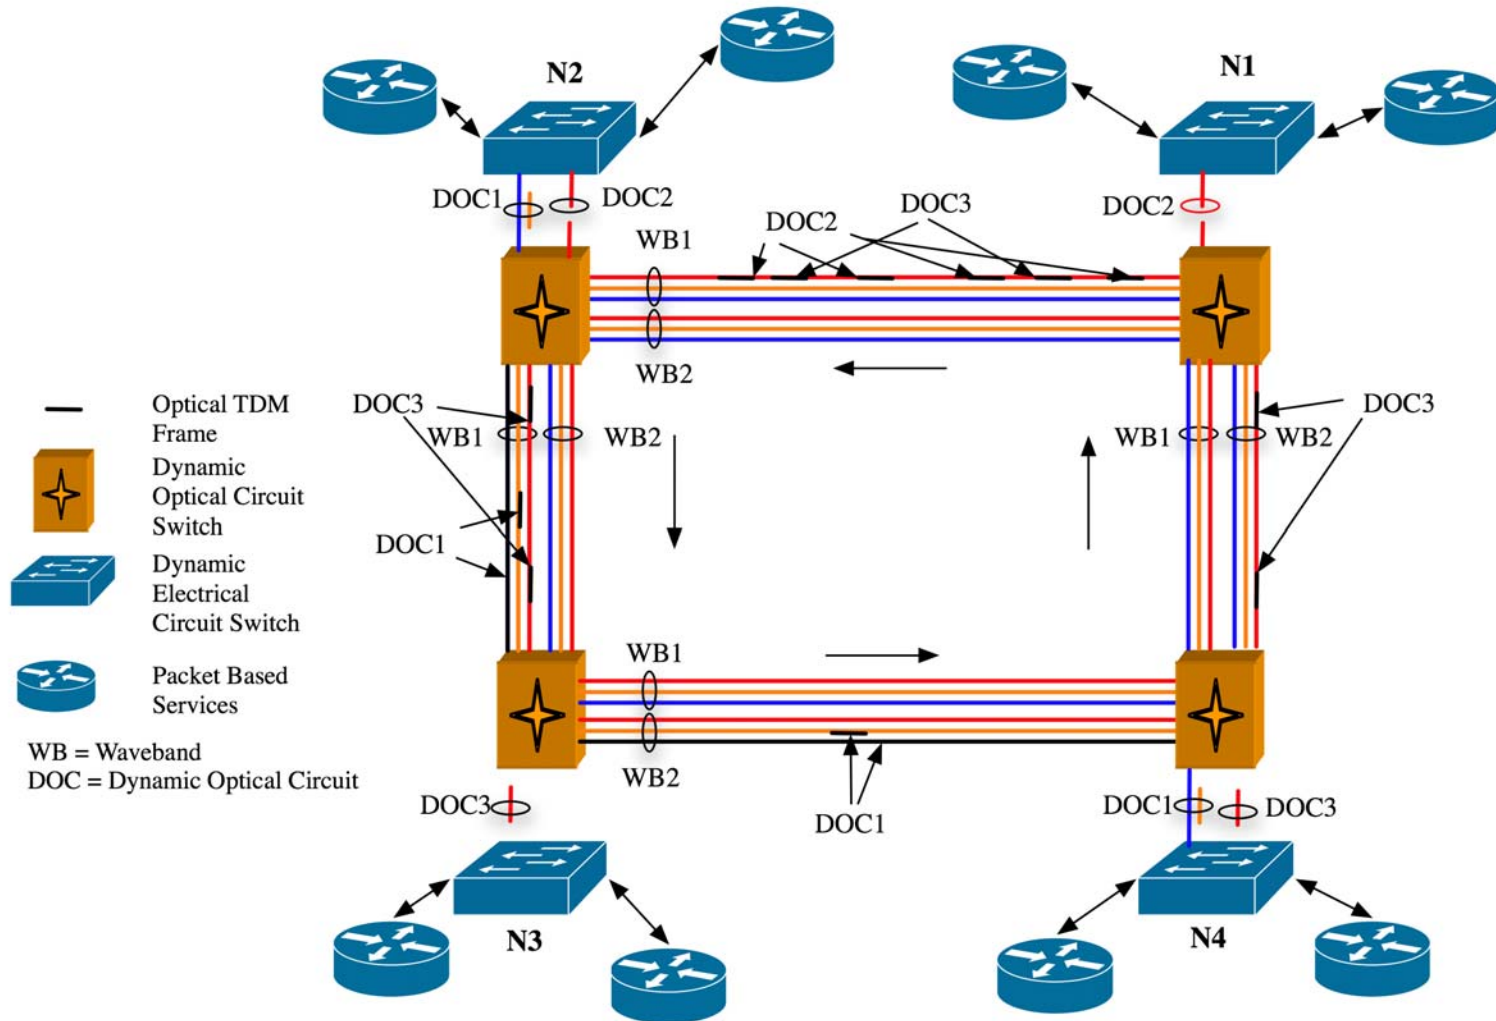 N2
N1
DOC1
DOC2
DOC2
DOC3
DOC2
WB1
WB2
Optical TDM
Frame
Dynamic
Optical Circuit
Switch
Dynamic
Electrical
Circuit Switch
Packet Based
Services
WB = Waveband
DOC = Dynamic Optical Circuit
DOC3
WB1
WB2
DOC1
WB1
WB2
DOC3
WB1
WB2
DOC1
DOC3
DOC1
DOC3
N3
N4